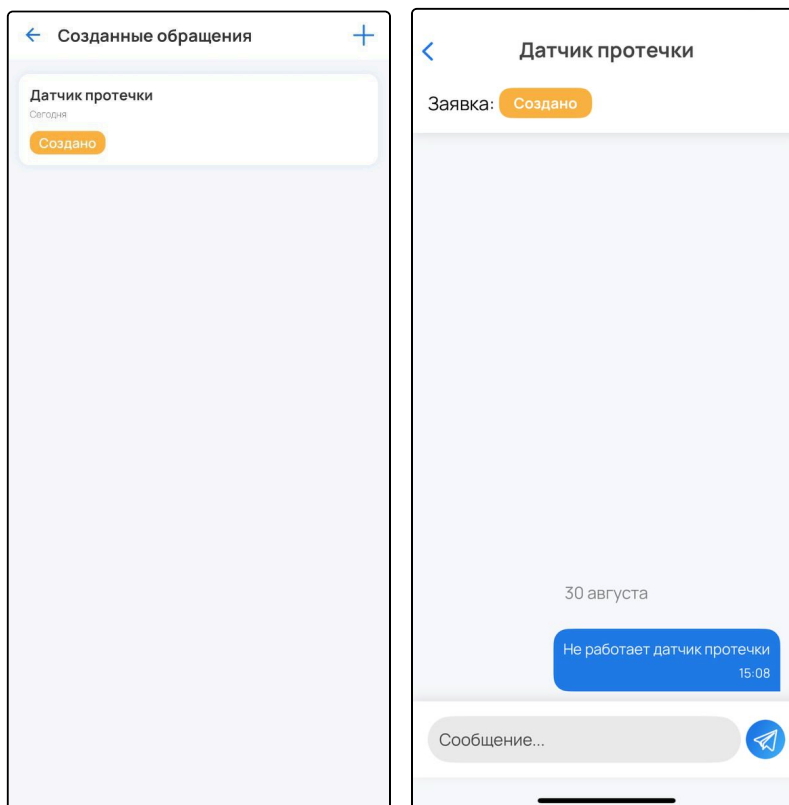 Созданные обращения
Датчик протечки
Сегодня
Создано
Датчик протечки
Заявка: Создано
30 августа
Не работает датчик протечки
15:08
Сообщение...